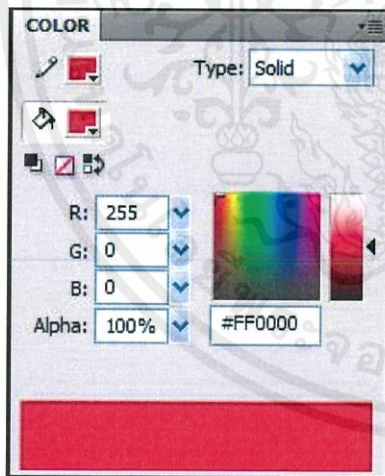 COLOR
Type: Solid
R: 255
G: 0
B: 0
Alpha: 100% #FF0000